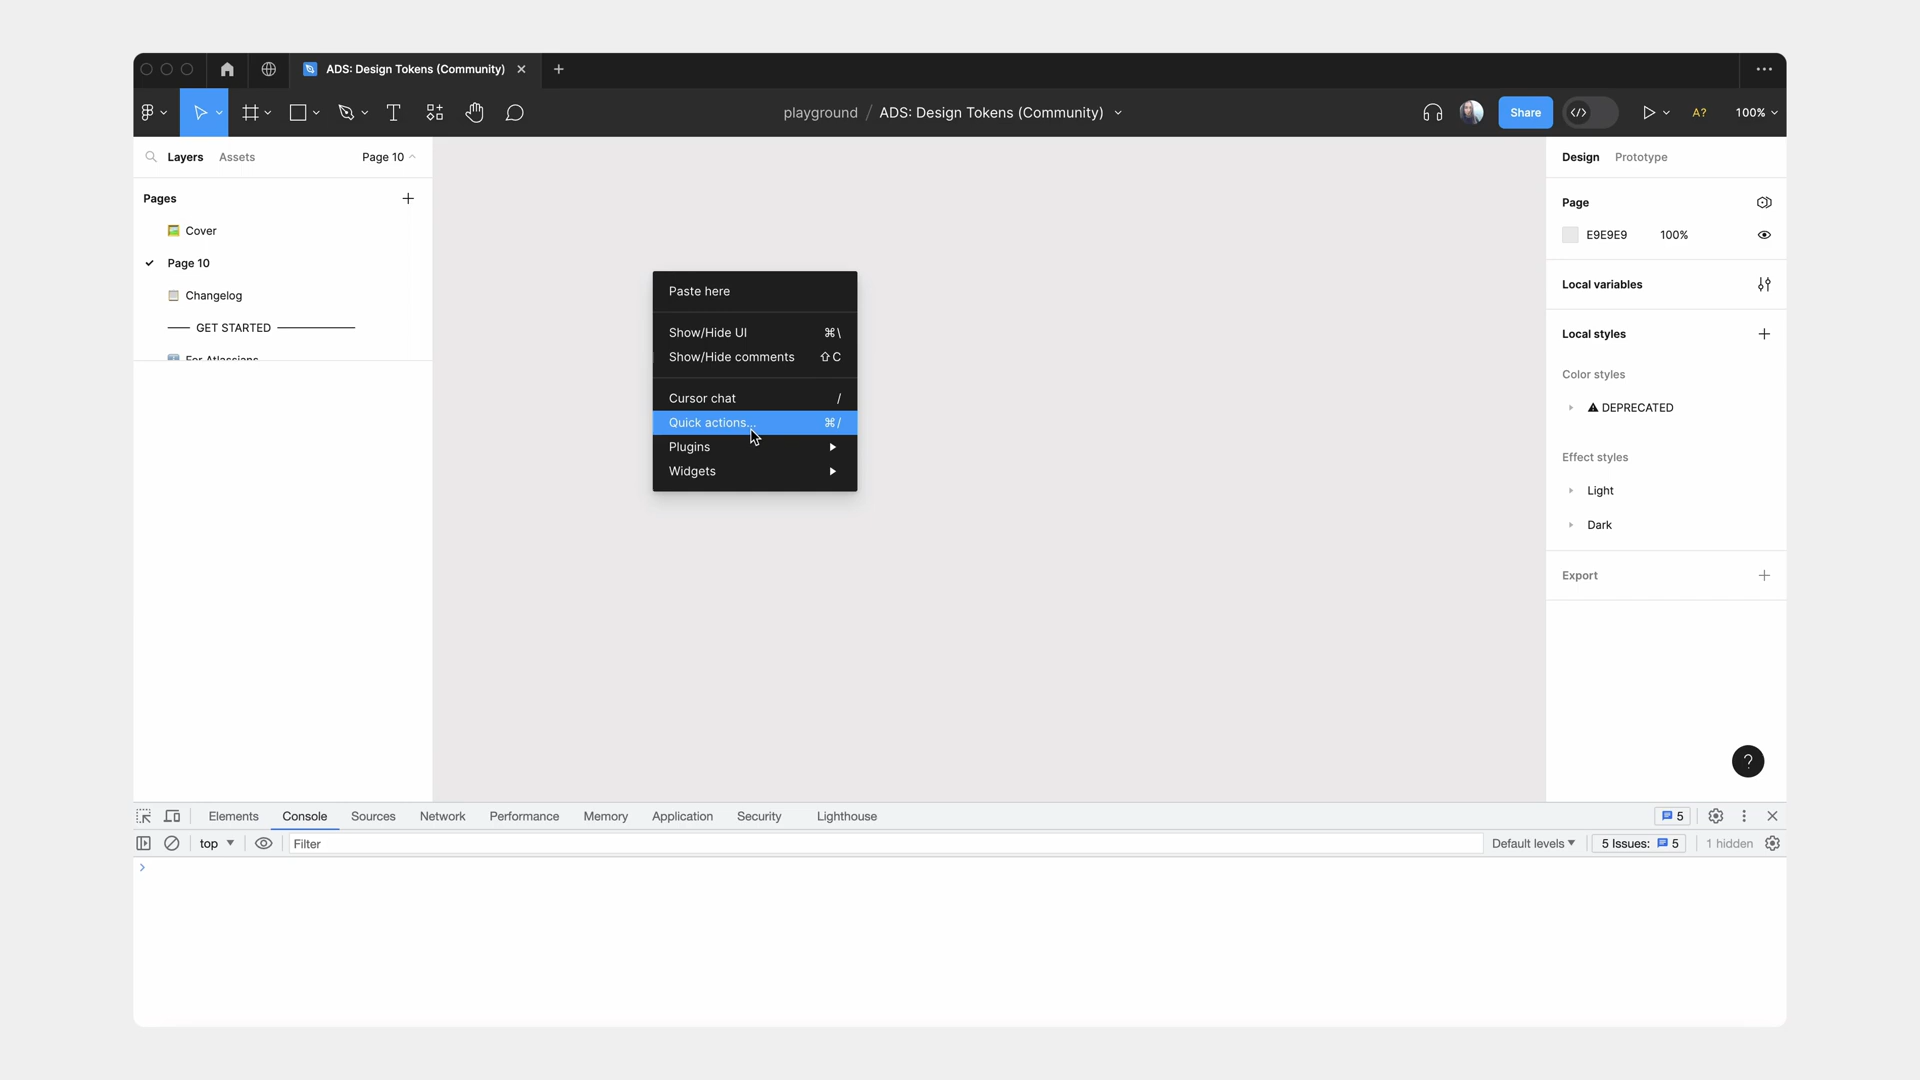 ADS: Design Tokens (Community)
playground / ADS: Design Tokens (Community)
Share
A?
100%
Layers
Assets
Page 10
Pages
Cover
Page 10
Changelog
GET STARTED
For Atlassians
Paste here
Show/Hide UI ⌘\
Show/Hide comments ⇧C
Cursor chat /
Quick actions... ⌘/
Plugins
Widgets
Design
Prototype
Page
E9E9E9 100%
Local variables
Local styles
Color styles
DEPRECATED
Effect styles
Light
Dark
Export
?
Elements Console Sources Network Performance Memory Application Security Lighthouse
5
top
Filter
Default levels
5 Issues: 5
1 hidden